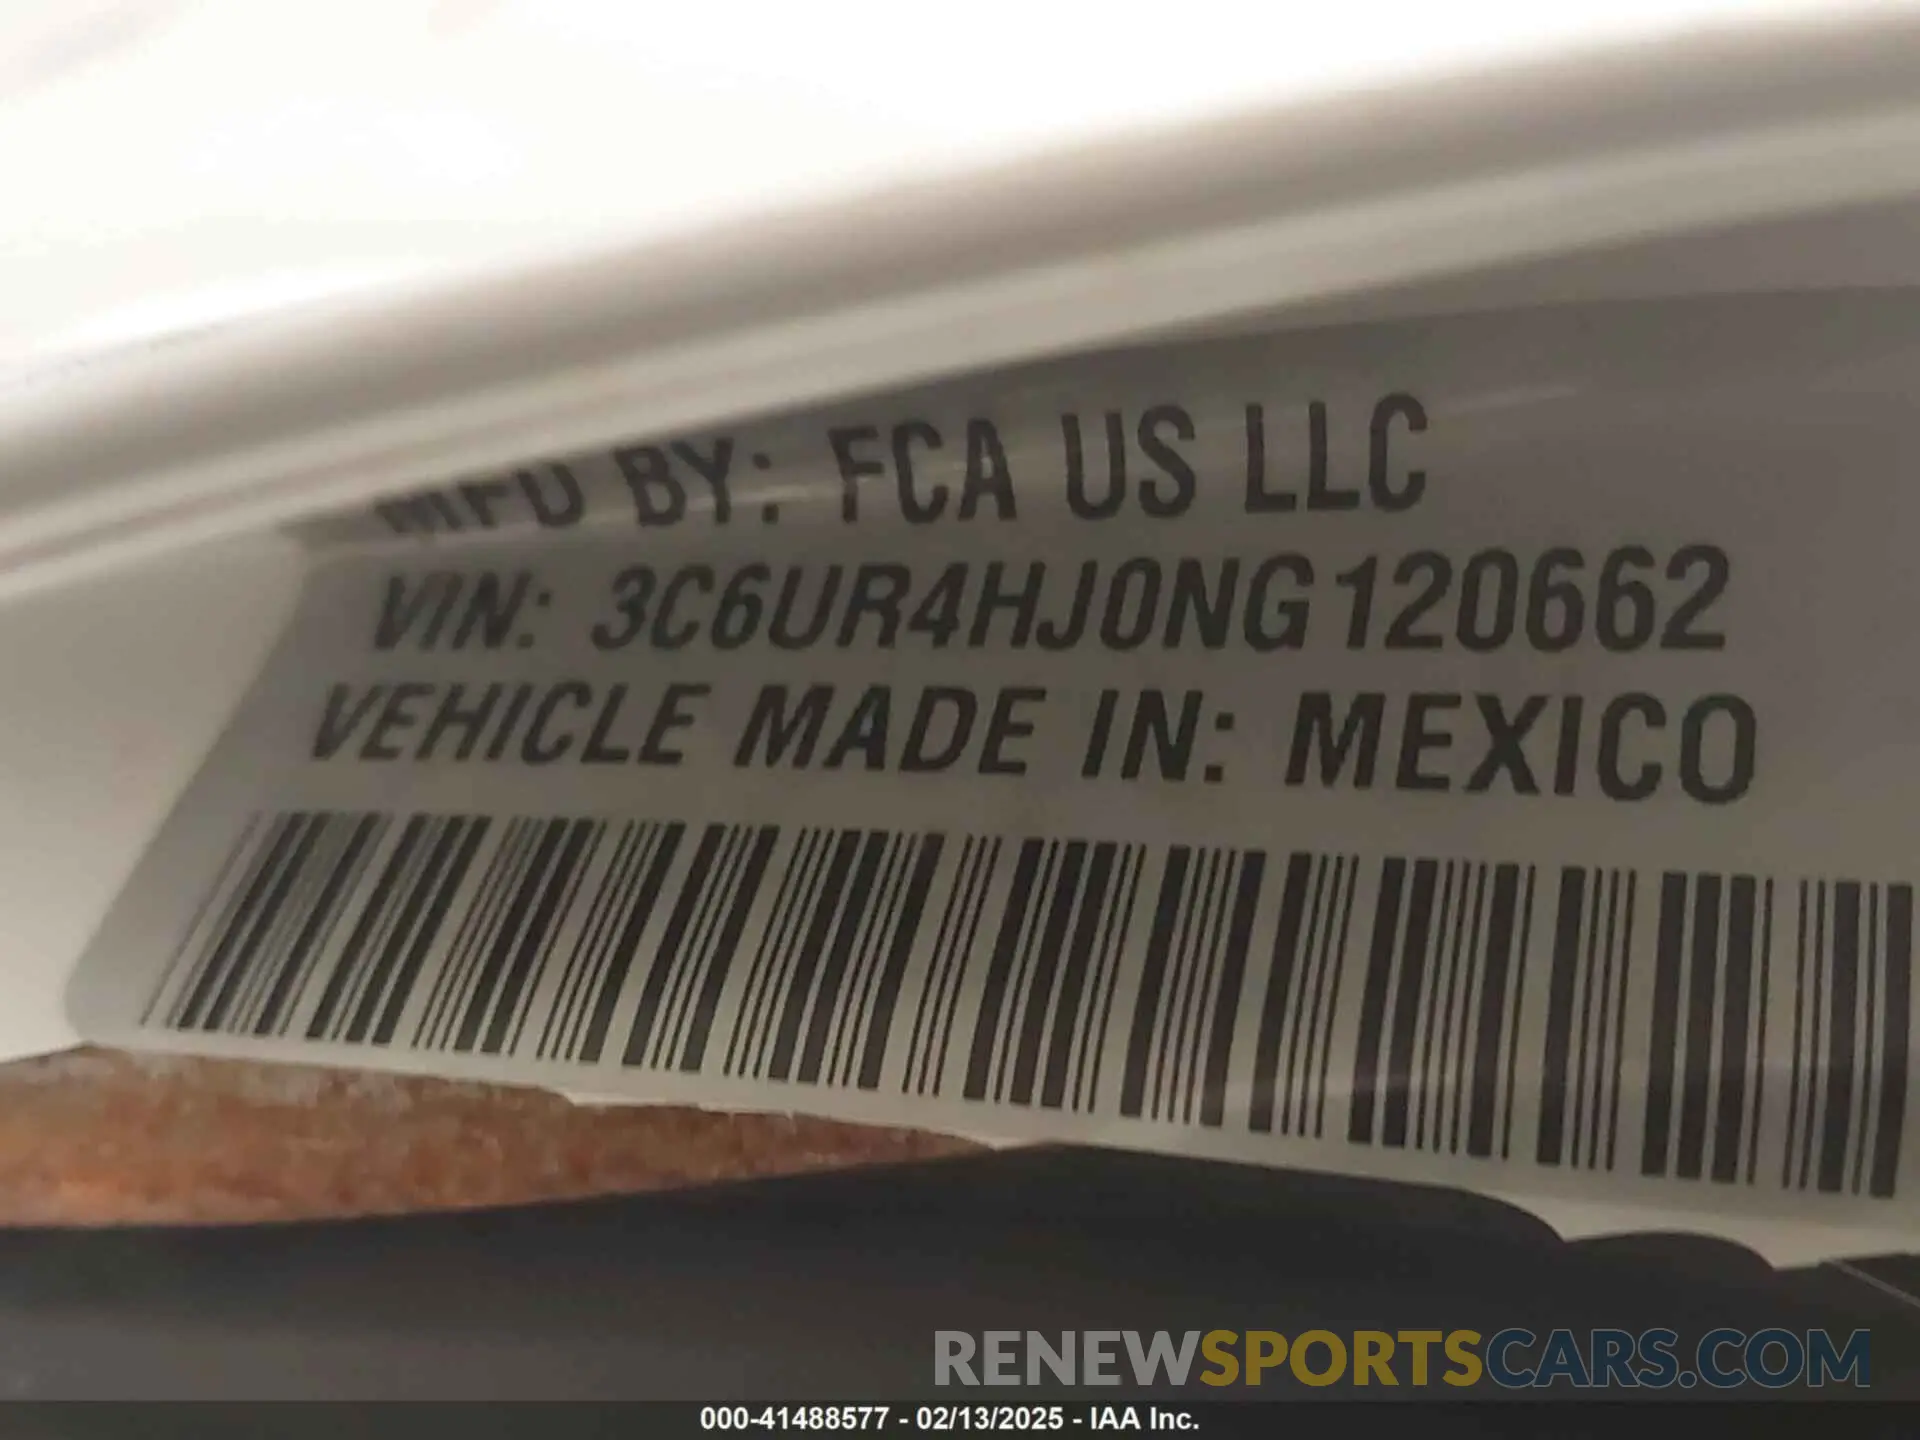 MFD BY: FCA US LLC
VIN: 3C6UR4HJ0NG120662
VEHICLE MADE IN: MEXICO
RENEWSPORTSCARS.COM
000-41488577 - 02/13/2025 - IAA Inc.